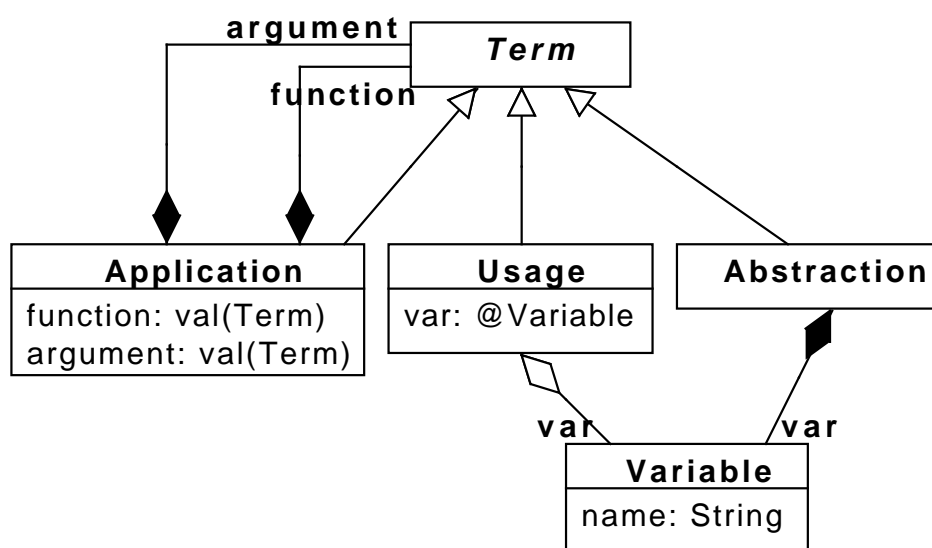 argument
Term
function
Application
function: val(Term)
argument: val(Term)
Usage
var: @Variable
Abstraction
var
var
Variable
name: String